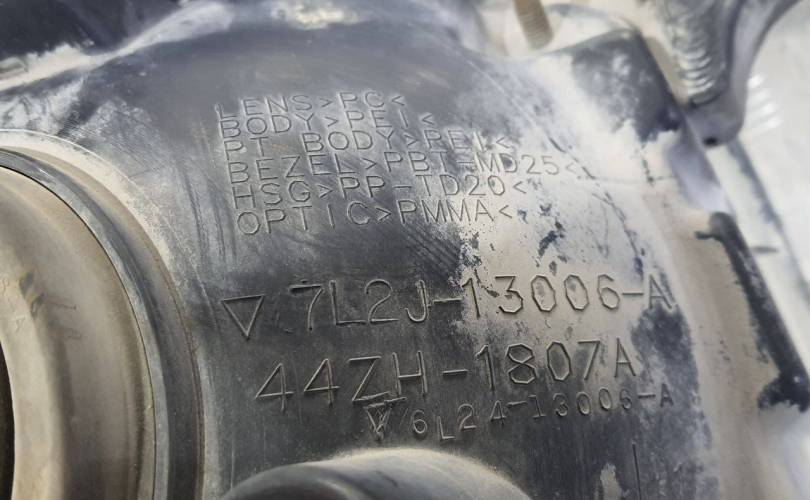 LENS>PC<
BODY>PEI<
PT BODY>PEI<
BEZEL>PBT-MD25<
HSG>PP-TD20<
OPTIC>PMMA<
7L2J-13006-A
44ZH-1807A
6L24-13006-A